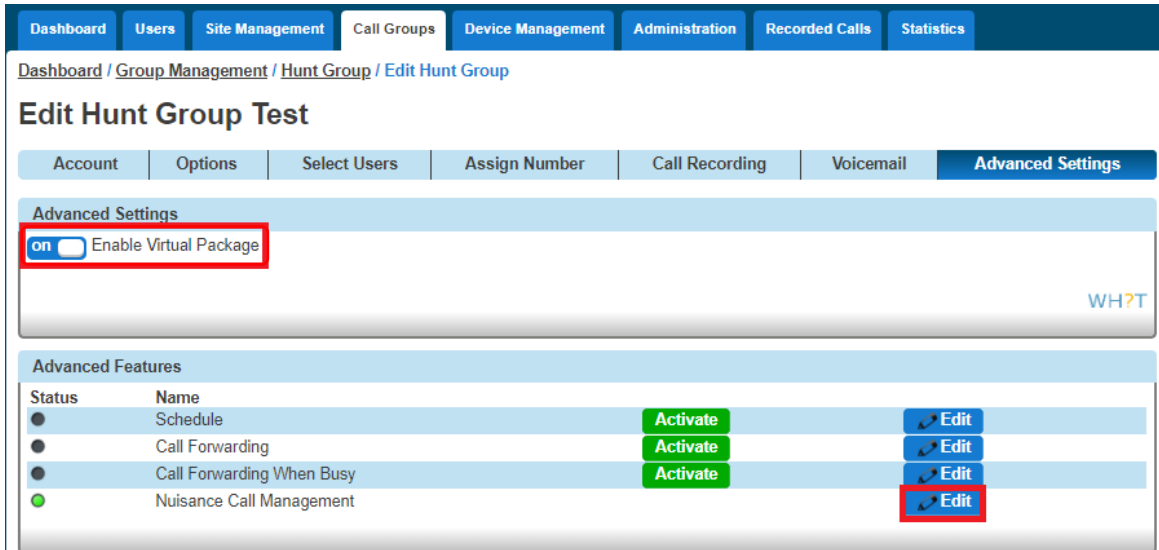 Dashboard Users Site Management Call Groups Device Management Administration Recorded Calls Statistics
Dashboard / Group Management / Hunt Group / Edit Hunt Group
Edit Hunt Group Test
Account Options Select Users Assign Number Call Recording Voicemail Advanced Settings
Advanced Settings
on Enable Virtual Package
WH?T
Advanced Features
Status Name
Schedule Activate Edit
Call Forwarding Activate Edit
Call Forwarding When Busy Activate Edit
Nuisance Call Management Edit